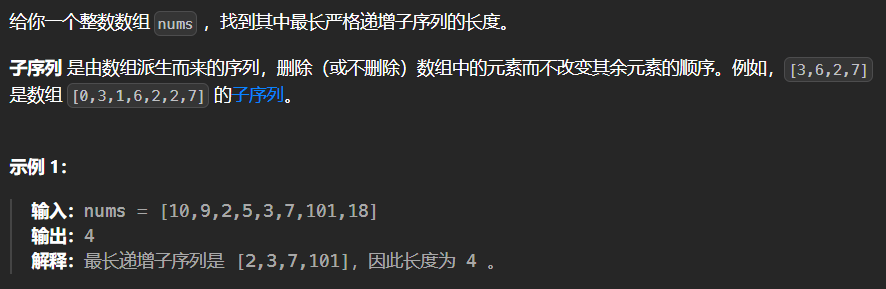 给你一个整数数组 nums ，找到其中最长严格递增子序列的长度。
子序列 是由数组派生而来的序列，删除（或不删除）数组中的元素而不改变其余元素的顺序。例如，[3,6,2,7]
是数组 [0,3,1,6,2,2,7] 的子序列。
示例 1：
输入：nums = [10,9,2,5,3,7,101,18]
输出：4
解释：最长递增子序列是 [2,3,7,101]，因此长度为 4 。